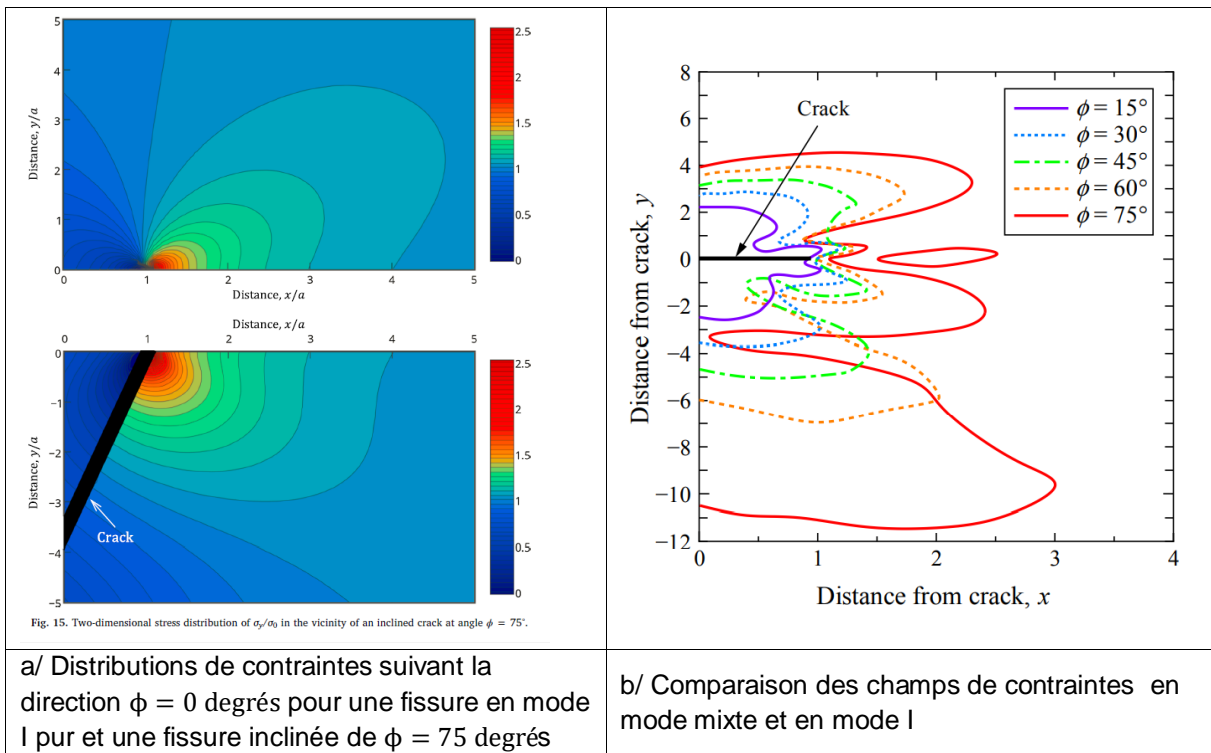 5
4
3
2
1
0
Distance, y/a
0
1
2
3
4
5
Distance, x/a
2.5
2
1.5
1
0.5
0
Distance, x/a
0
1
2
3
4
5
0
−1
−2
−3
−4
−5
Distance, y/a
Crack
2.5
2
1.5
1
0.5
0
Fig. 15. Two-dimensional stress distribution of σy/σ0 in the vicinity of an inclined crack at angle ϕ = 75°.
8
6
4
2
0
−2
−4
−6
−8
−10
−12
Distance from crack, y
Crack
ϕ = 15°
ϕ = 30°
ϕ = 45°
ϕ = 60°
ϕ = 75°
0
1
2
3
4
Distance from crack, x
a/ Distributions de contraintes suivant la
direction ϕ = 0 degrés pour une fissure en mode
I pur et une fissure inclinée de ϕ = 75 degrés
b/ Comparaison des champs de contraintes en
mode mixte et en mode I